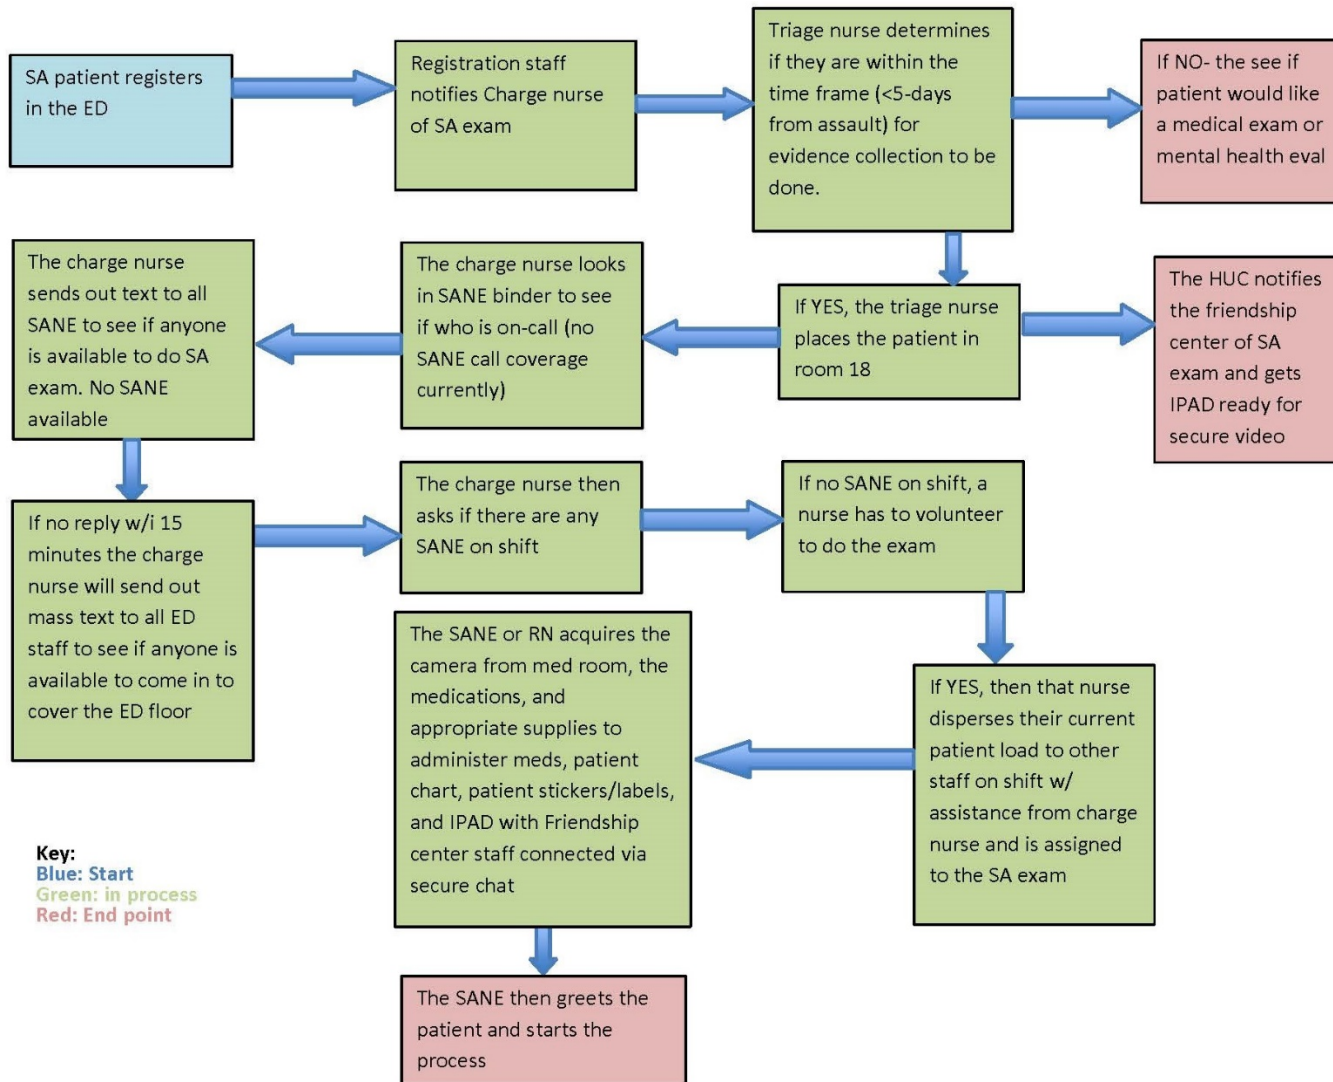 SA patient registers
in the ED
Registration staff
notifies Charge nurse
of SA exam
Triage nurse determines
if they are within the
time frame (<5-days
from assault) for
evidence collection to be
done.
If NO- the see if
patient would like
a medical exam or
mental health eval
The charge nurse
sends out text to all
SANE to see if anyone
is available to do SA
exam. No SANE
available
The charge nurse looks
in SANE binder to see
if who is on-call (no
SANE call coverage
currently)
If YES, the triage nurse
places the patient in
room 18
The HUC notifies
the friendship
center of SA
exam and gets
IPAD ready for
secure video
If no reply w/i 15
minutes the charge
nurse will send out
mass text to all ED
staff to see if anyone is
available to come in to
cover the ED floor
The charge nurse then
asks if there are any
SANE on shift
If no SANE on shift, a
nurse has to volunteer
to do the exam
The SANE or RN acquires the
camera from med room, the
medications, and
appropriate supplies to
administer meds, patient
chart, patient stickers/labels,
and IPAD with Friendship
center staff connected via
secure chat
If YES, then that nurse
disperses their current
patient load to other
staff on shift w/
assistance from charge
nurse and is assigned
to the SA exam
Key:
Blue: Start
Green: in process
Red: End point
The SANE then greets the
patient and starts the
process